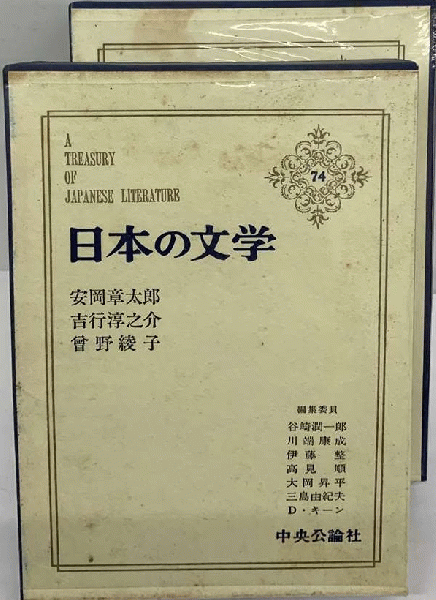 A
TREASURY
OF
JAPANESE LITERATURE
74
日本の文学
安岡章太郎
吉行淳之介
曾野綾子
編集委員
谷崎潤一郎
川端康成
伊藤整
高見順
大岡昇平
三島由紀夫
D・キーン
中央公論社